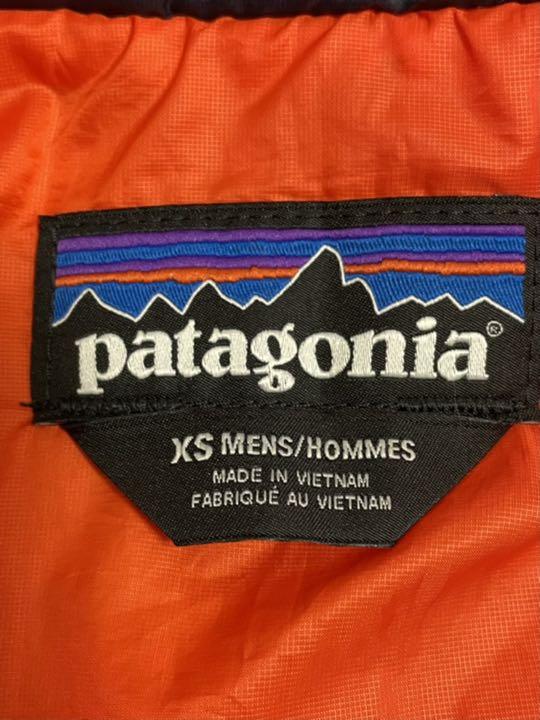 patagonia®
XS MENS/HOMMES
MADE IN VIETNAM
FABRIQUÉ AU VIETNAM